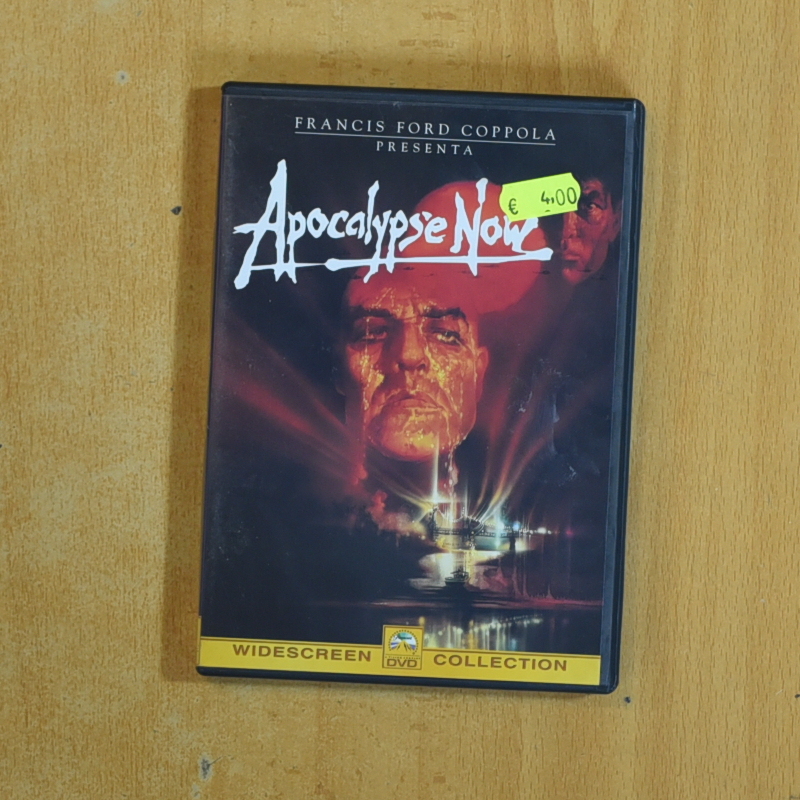 FRANCIS FORD COPPOLA
PRESENTA
Apocalypse Now
€ 4,00
WIDESCREEN DVD COLLECTION